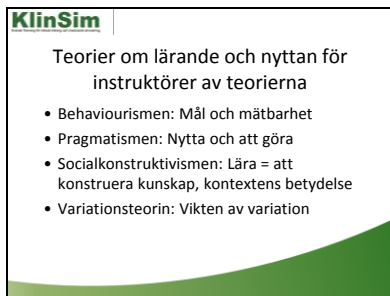 KlinSim
Teorier om lärande och nyttan för
instruktörer av teorierna
• Behaviourismen: Mål och mätbarhet
• Pragmatismen: Nytta och att göra
• Socialkonstruktivismen: Lära = att
konstruera kunskap, kontextens betydelse
• Variationsteorin: Vikten av variation